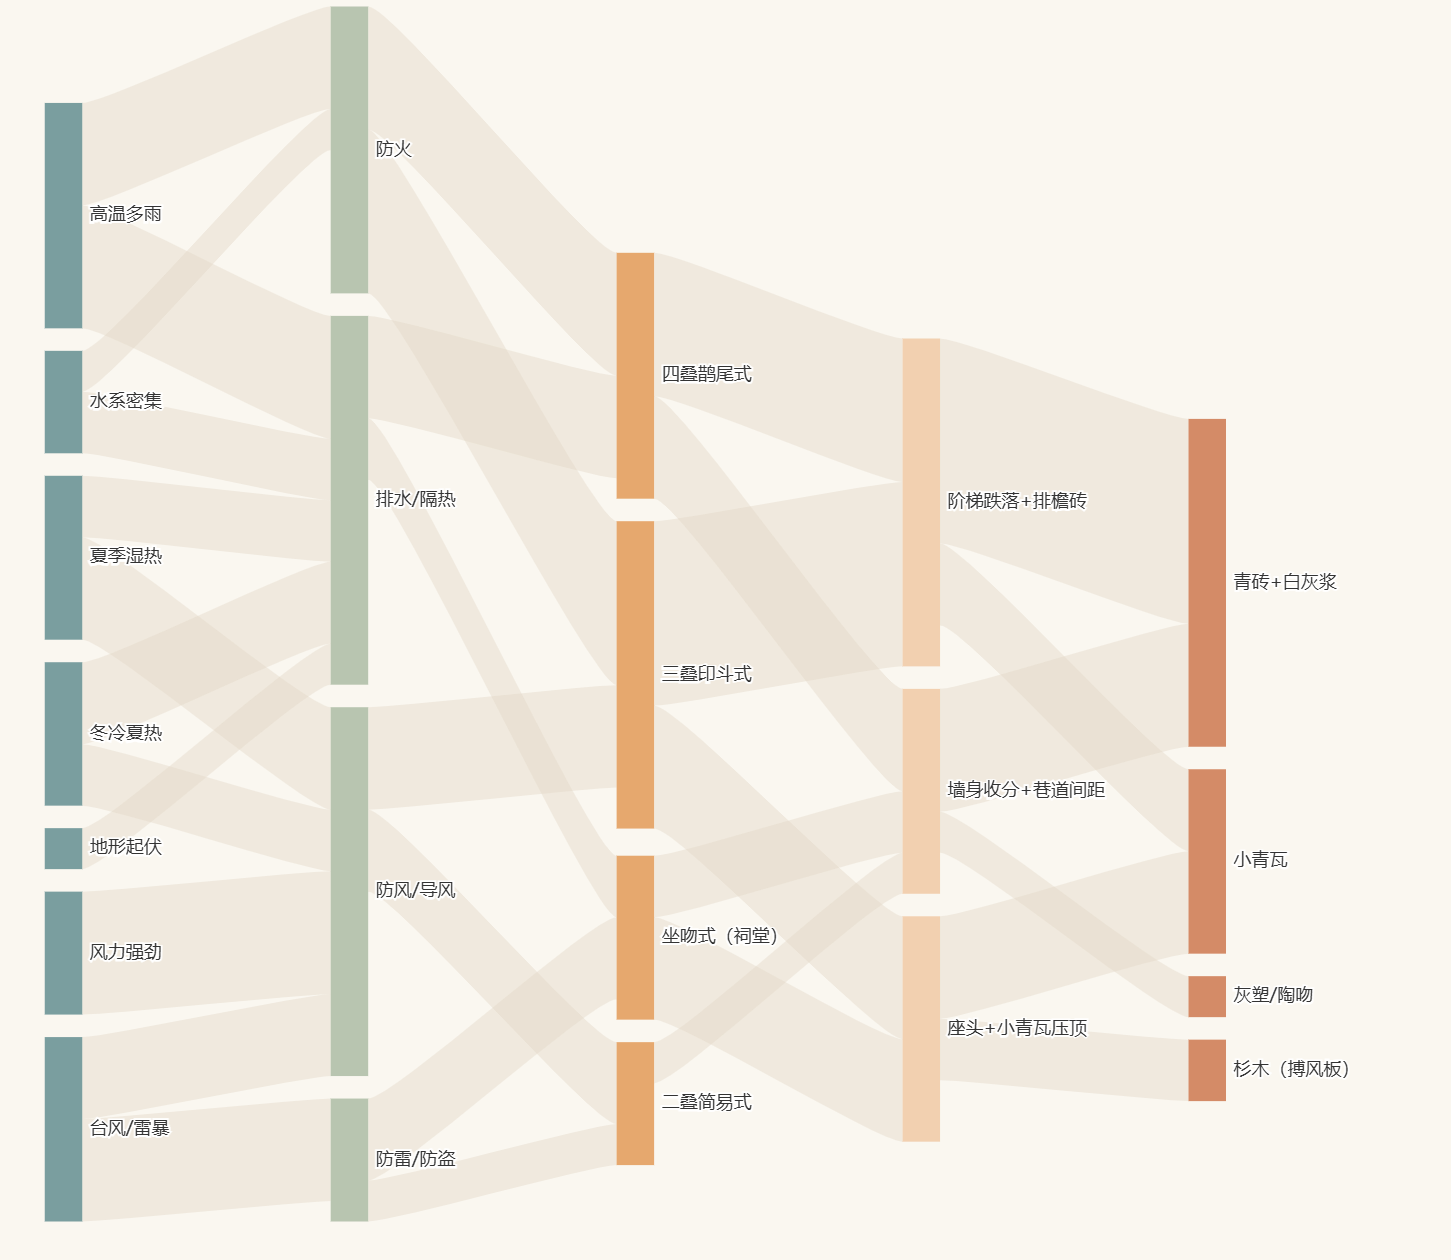 高温多雨
水系密集
夏季湿热
冬冷夏热
地形起伏
风力强劲
台风/雷暴
防火
排水/隔热
防风/导风
防雷/防盗
四叠鹊尾式
三叠印斗式
坐吻式（祠堂）
二叠简易式
阶梯跌落+排檐砖
墙身收分+巷道间距
座头+小青瓦压顶
青砖+白灰浆
小青瓦
灰塑/陶吻
杉木（搏风板）